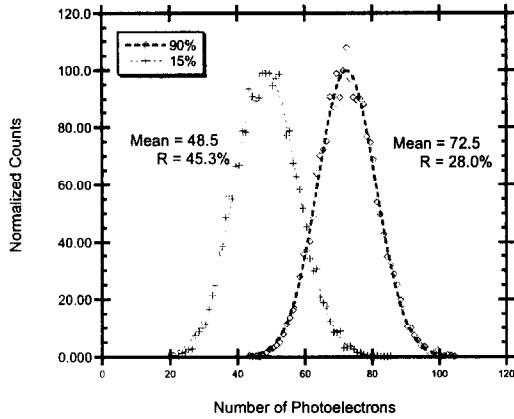 120.0
100.0
80.00
60.00
40.00
20.00
0.000
Normalized Counts
90%
15%
Mean = 48.5
R = 45.3%
Mean = 72.5
R = 28.0%
0
20
40
60
80
100
120
Number of Photoelectrons